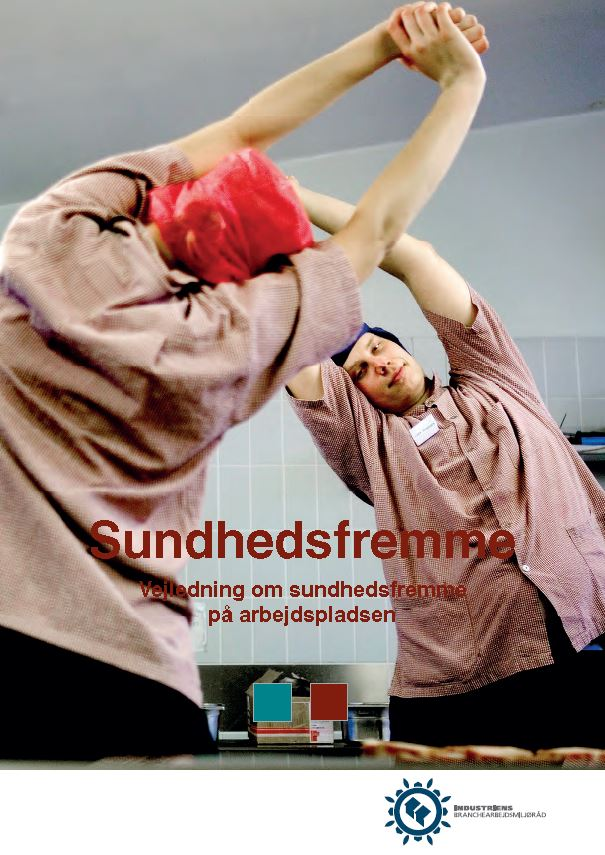 Sundhedsfremme
Vejledning om sundhedsfremme
på arbejdspladsen
INDUSTRIENS
BRANCHEARBEJDSMILJØRÅD